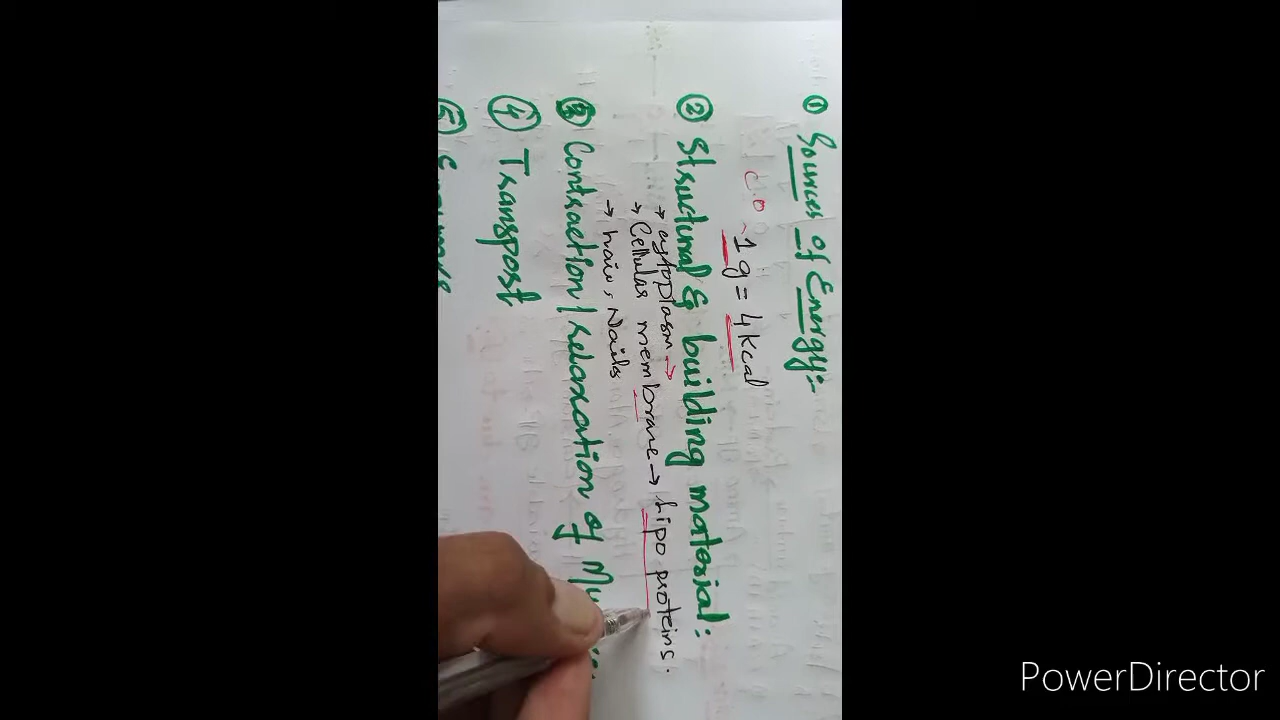 ① Sources of Energy:-
C.O
1g = 4kcal
② Structural & building material:
→ cytoplasm →
→ Cellular membrane → Lipo proteins.
→ hair, Nails
③ Contraction/relaxation of
④ Transport
⑤
PowerDirector